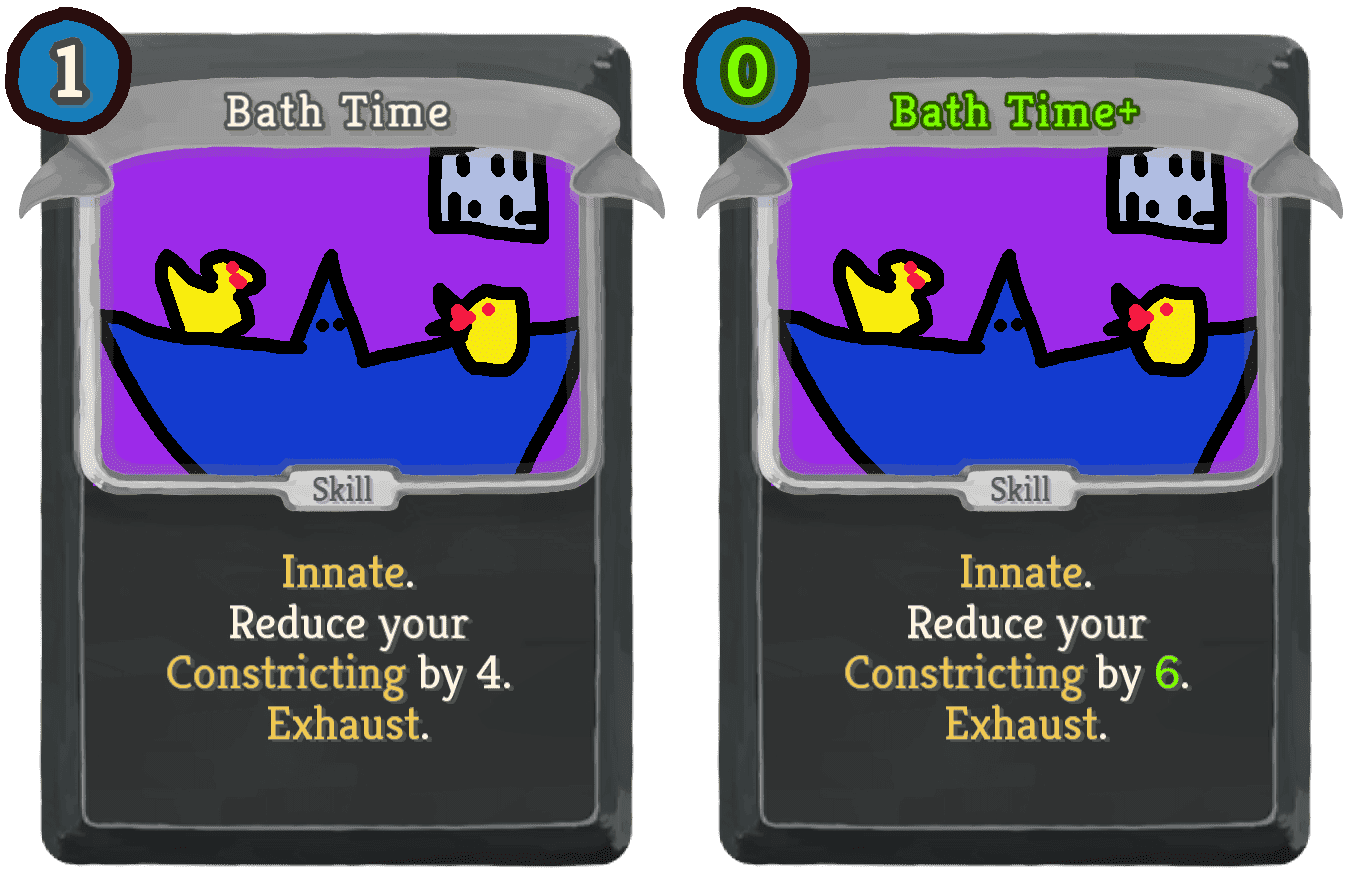 1
Bath Time
Skill
Innate.
Reduce your
Constricting by 4.
Exhaust.
0
Bath Time+
Skill
Innate.
Reduce your
Constricting by 6.
Exhaust.